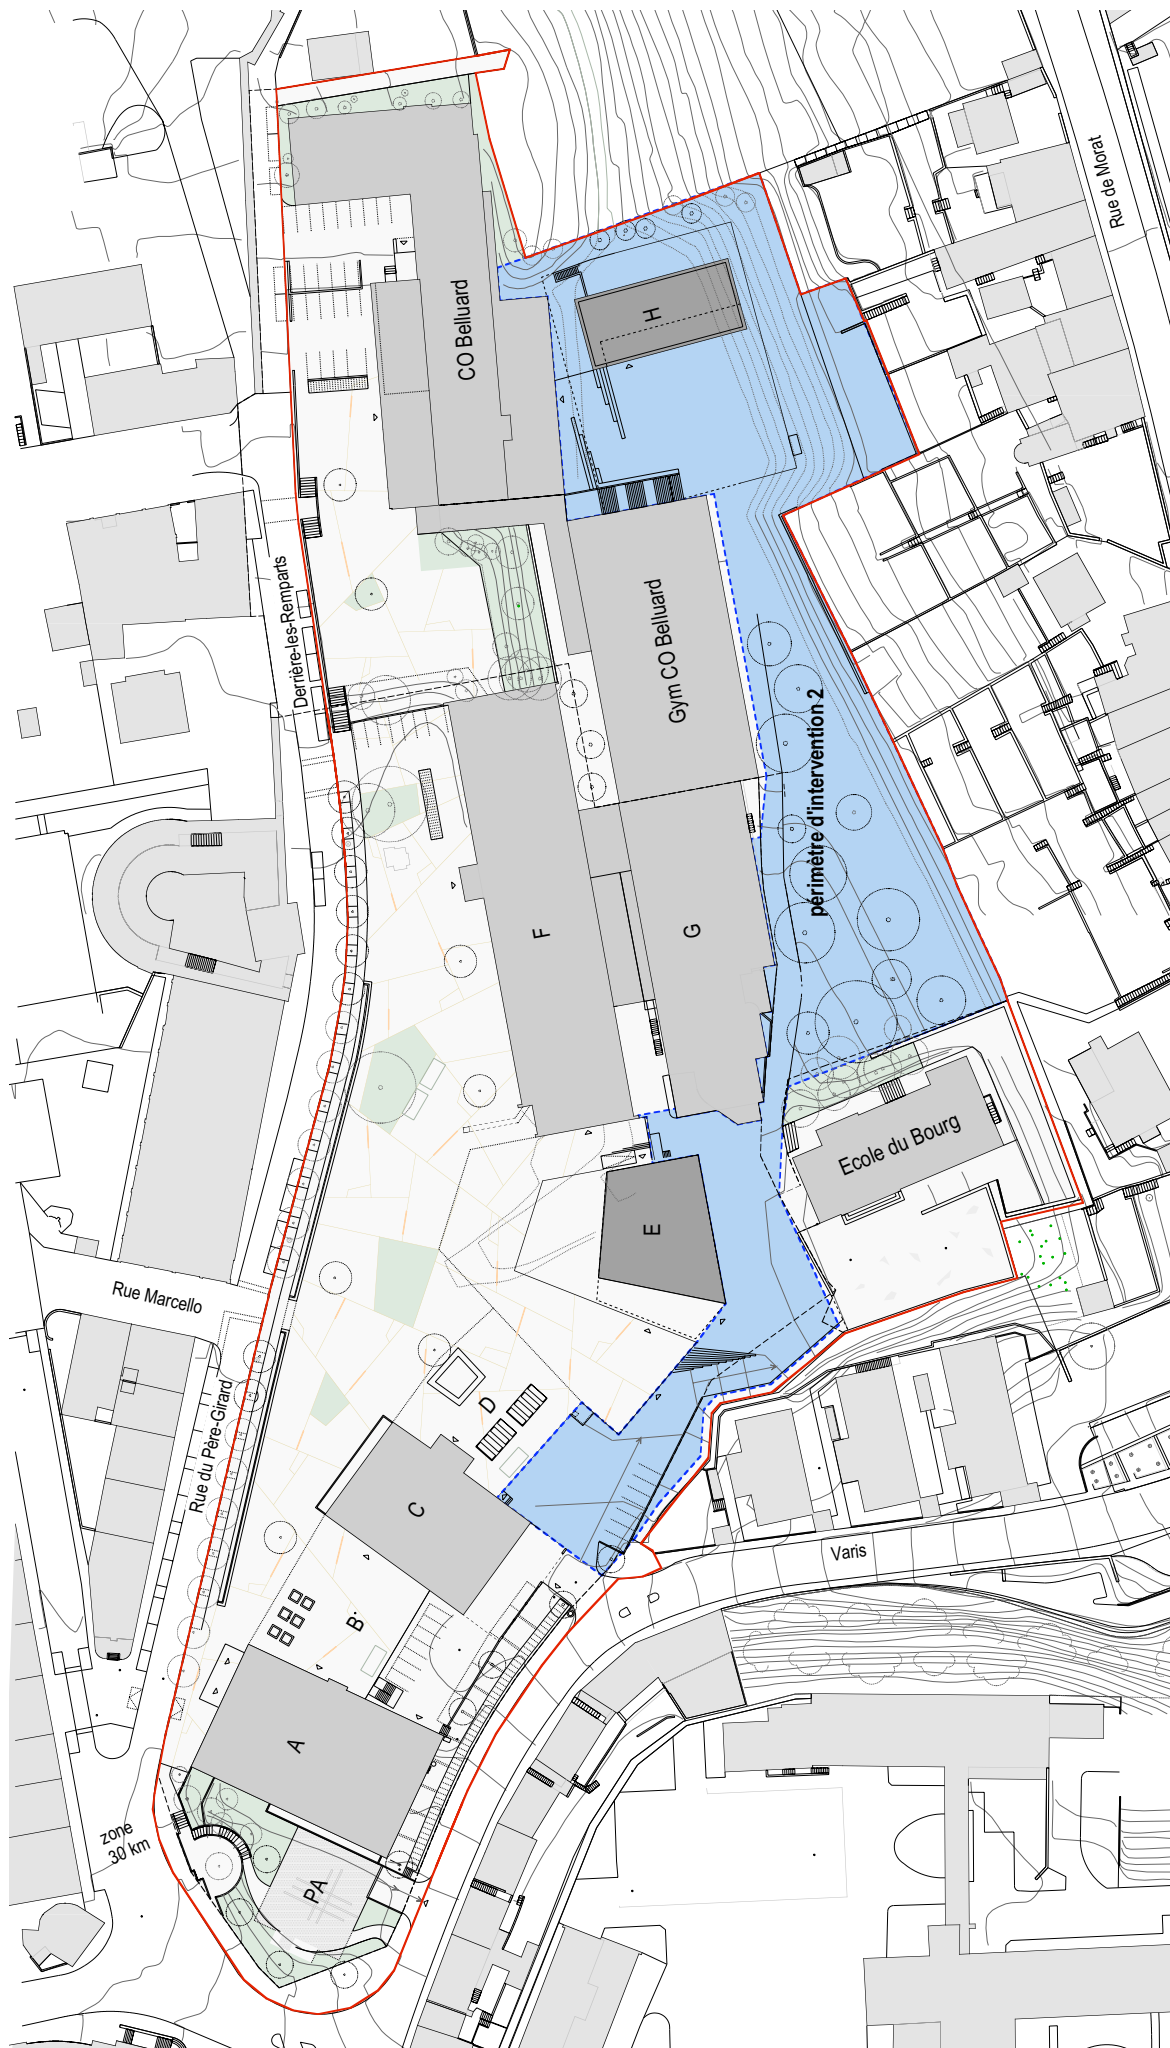 Rue de Morat
H
CO Belluard
Derrière-les-Remparts
Gym CO Belluard
périmètre d'intervention 2
F
G
Ecole du Bourg
E
Rue Marcello
Rue du Père-Girard
D
C
Varis
B
A
zone
30 km
PA